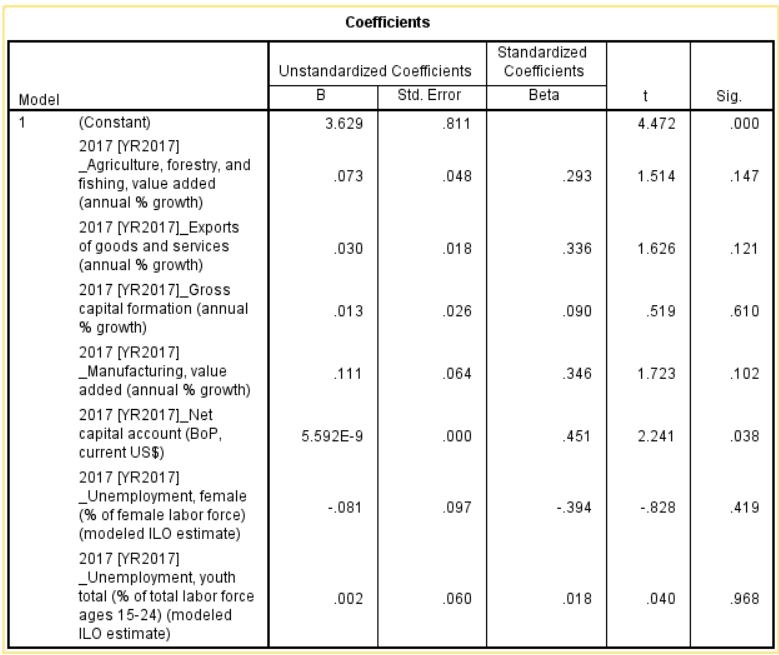 Coefficients
Model
Unstandardized Coefficients
Standardized
Coefficients
t
Sig.
B
Std. Error
Beta
1
(Constant)
3.629
.811
4.472
.000
2017 [YR2017]
_Agriculture, forestry, and
fishing, value added
(annual % growth)
.073
.048
.293
1.514
.147
2017 [YR2017]_Exports
of goods and services
(annual % growth)
.030
.018
.336
1.626
.121
2017 [YR2017]_Gross
capital formation (annual
% growth)
.013
.026
.090
.519
.610
2017 [YR2017]
_Manufacturing, value
added (annual % growth)
.111
.064
.346
1.723
.102
2017 [YR2017]_Net
capital account (BoP,
current US$)
5.592E-9
.000
.451
2.241
.038
2017 [YR2017]
_Unemployment, female
(% of female labor force)
(modeled ILO estimate)
-.081
.097
-.394
-.828
.419
2017 [YR2017]
_Unemployment, youth
total (% of total labor force
ages 15-24) (modeled
ILO estimate)
.002
.060
.018
.040
.968